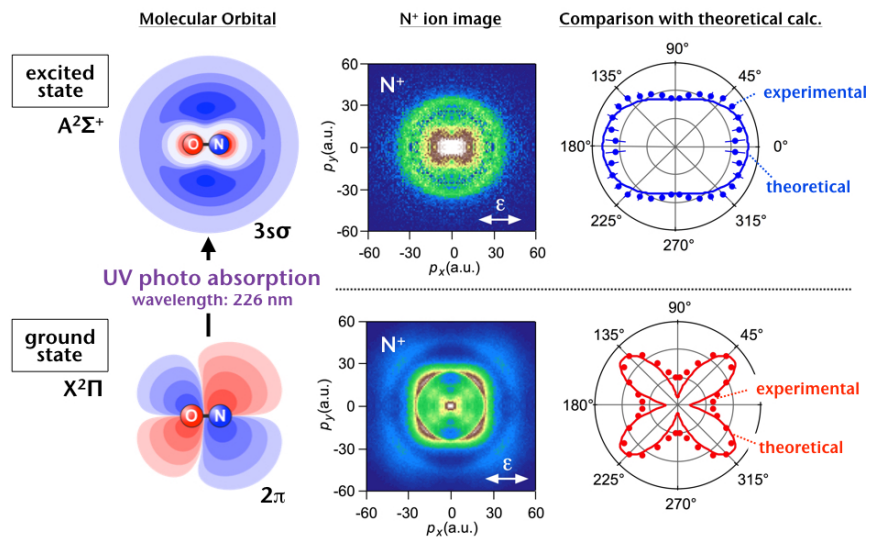 Molecular Orbital
N⁺ ion image
Comparison with theoretical calc.
excited
state
A²Σ⁺
O N
3sσ
UV photo absorption
wavelength: 226 nm
ground
state
X²Π
O N
2π
N⁺
60
30
0
-30
-60
py(a.u.)
ε
-60 -30 0 30 60
px(a.u.)
90°
135° 45°
experimental
180° 0°
theoretical
225° 315°
270°
N⁺
60
30
0
-30
-60
py(a.u.)
ε
-60 -30 0 30 60
px(a.u.)
90°
135° 45°
experimental
180°
theoretical
225° 315°
270°